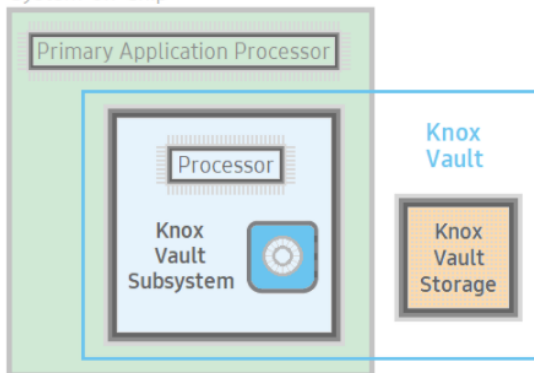 Primary Application Processor
Knox
Vault
Processor
Knox
Vault
Subsystem
Knox
Vault
Storage